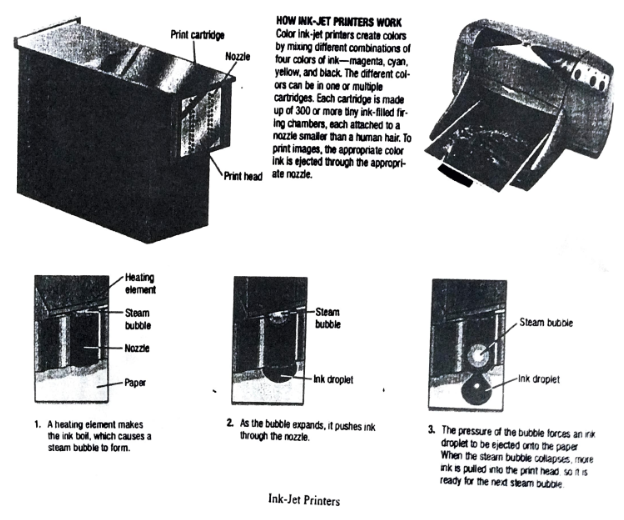 HOW INK-JET PRINTERS WORK
Color ink-jet printers create colors
by mixing different combinations of
four colors of ink—magenta, cyan,
yellow, and black. The different col-
ors can be in one or multiple
cartridges. Each cartridge is made
up of 300 or more tiny ink-filled fir-
ing chambers, each attached to a
nozzle smaller than a human hair. To
print images, the appropriate color
ink is ejected through the appropri-
ate nozzle.
Print cartridge
Nozzle
Print head
Heating
element
Steam
bubble
Nozzle
Paper
1. A heating element makes
the ink boil, which causes a
steam bubble to form.
Steam
bubble
Ink droplet
2. As the bubble expands, it pushes ink
through the nozzle.
Steam bubble
Ink droplet
3. The pressure of the bubble forces an ink
droplet to be ejected onto the paper
When the steam bubble collapses, more
ink is pulled into the print head so it is
ready for the next steam bubble.
Ink-Jet Printers